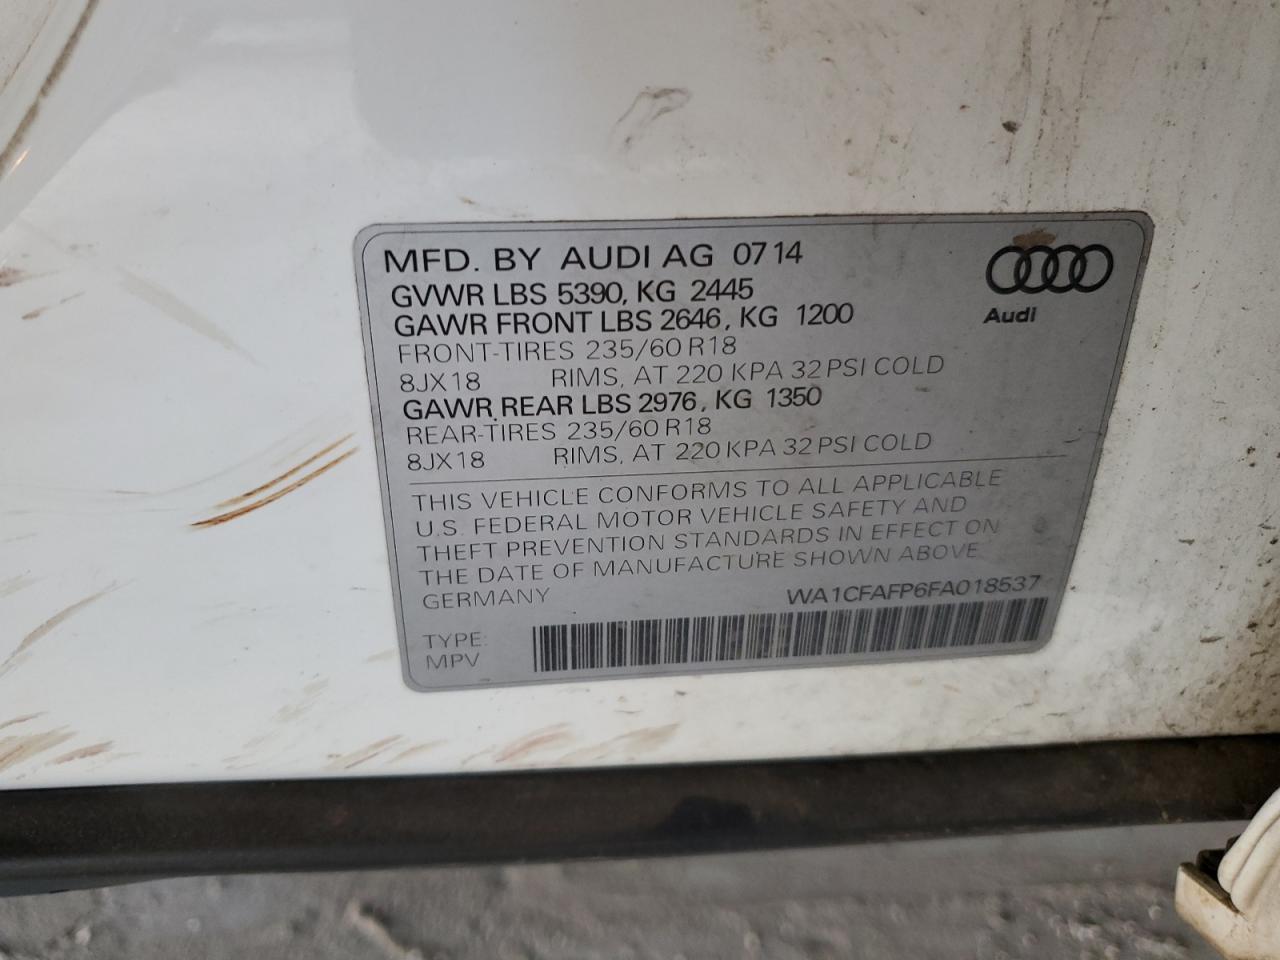 MFD. BY AUDI AG 0714
GVWR LBS 5390, KG 2445
GAWR FRONT LBS 2646, KG 1200
FRONT-TIRES 235/60 R18
8JX18 RIMS, AT 220 KPA 32 PSI COLD
GAWR REAR LBS 2976, KG 1350
REAR-TIRES 235/60 R18
8JX18 RIMS, AT 220 KPA 32 PSI COLD
Audi
THIS VEHICLE CONFORMS TO ALL APPLICABLE
U.S. FEDERAL MOTOR VEHICLE SAFETY AND
THEFT PREVENTION STANDARDS IN EFFECT ON
THE DATE OF MANUFACTURE SHOWN ABOVE
GERMANY WA1CFAFP6FA018537
TYPE:
MPV